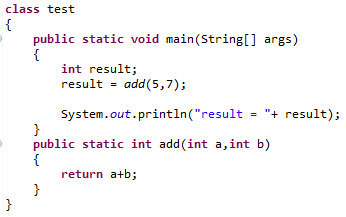 class test
{
    public static void main(String[] args)
    {
        int result;
        result = add(5,7);

        System.out.println("result = "+ result);
    }
    public static int add(int a,int b)
    {
        return a+b;
    }
}